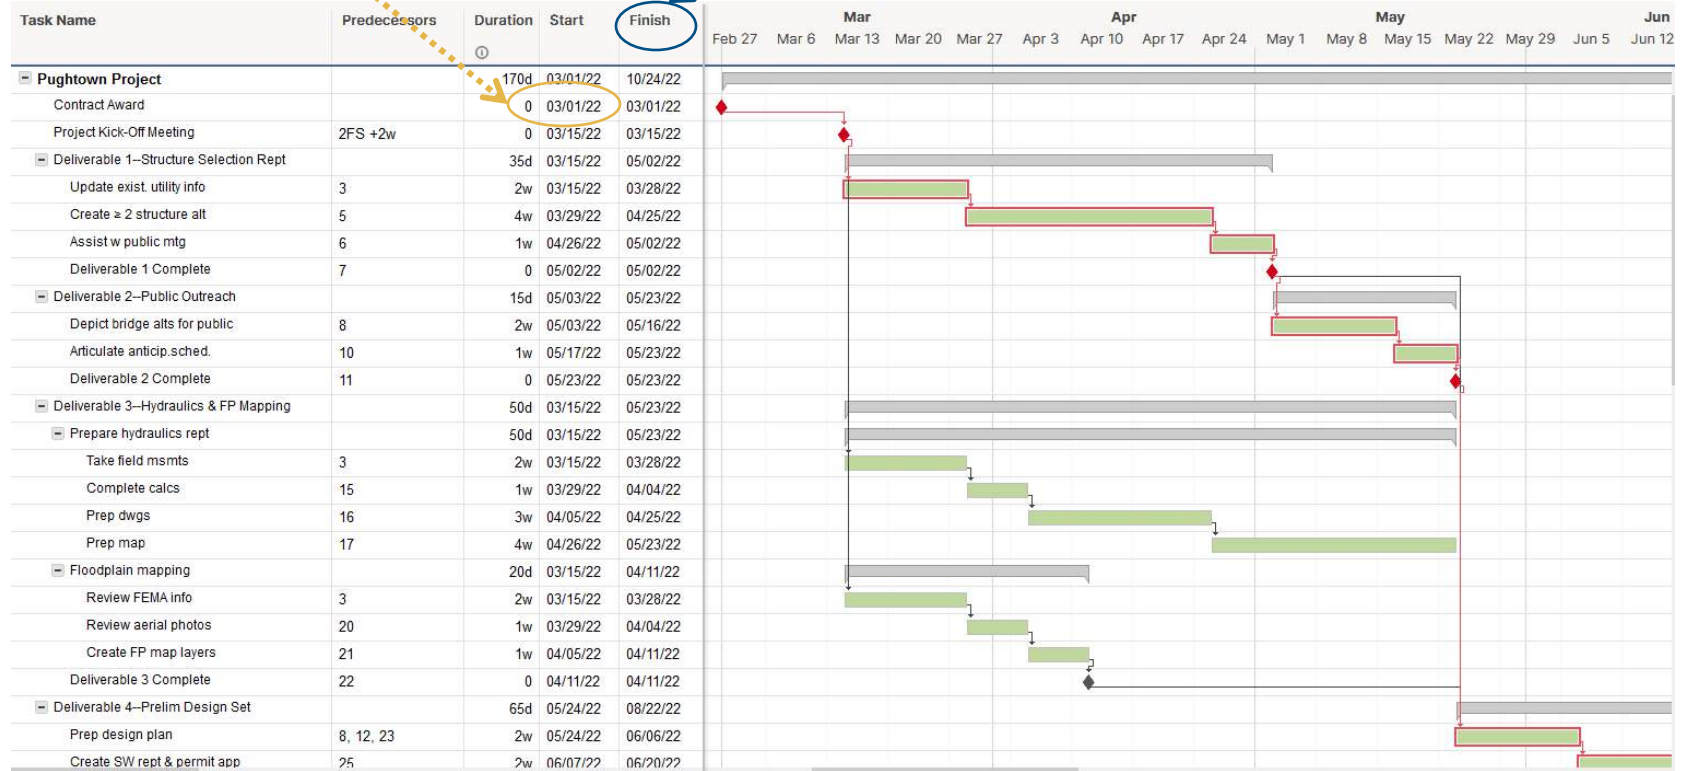 Task Name Predecessors Duration Start Finish Mar Apr May Jun
Feb 27 Mar 6 Mar 13 Mar 20 Mar 27 Apr 3 Apr 10 Apr 17 Apr 24 May 1 May 8 May 15 May 22 May 29 Jun 5 Jun 12
Pughtown Project 170d 03/01/22 10/24/22
Contract Award 0 03/01/22 03/01/22
Project Kick-Off Meeting 2FS +2w 0 03/15/22 03/15/22
Deliverable 1--Structure Selection Rept 35d 03/15/22 05/02/22
Update exist. utility info 3 2w 03/15/22 03/28/22
Create ≥ 2 structure alt 5 4w 03/29/22 04/25/22
Assist w public mtg 6 1w 04/26/22 05/02/22
Deliverable 1 Complete 7 0 05/02/22 05/02/22
Deliverable 2--Public Outreach 15d 05/03/22 05/23/22
Depict bridge alts for public 8 2w 05/03/22 05/16/22
Articulate anticip.sched. 10 1w 05/17/22 05/23/22
Deliverable 2 Complete 11 0 05/23/22 05/23/22
Deliverable 3--Hydraulics & FP Mapping 50d 03/15/22 05/23/22
Prepare hydraulics rept 50d 03/15/22 05/23/22
Take field msmts 3 2w 03/15/22 03/28/22
Complete calcs 15 1w 03/29/22 04/04/22
Prep dwgs 16 3w 04/05/22 04/25/22
Prep map 17 4w 04/26/22 05/23/22
Floodplain mapping 20d 03/15/22 04/11/22
Review FEMA info 3 2w 03/15/22 03/28/22
Review aerial photos 20 1w 03/29/22 04/04/22
Create FP map layers 21 1w 04/05/22 04/11/22
Deliverable 3 Complete 22 0 04/11/22 04/11/22
Deliverable 4--Prelim Design Set 65d 05/24/22 08/22/22
Prep design plan 8, 12, 23 2w 05/24/22 06/06/22
Create SW rept & permit app 25 2w 06/07/22 06/20/22